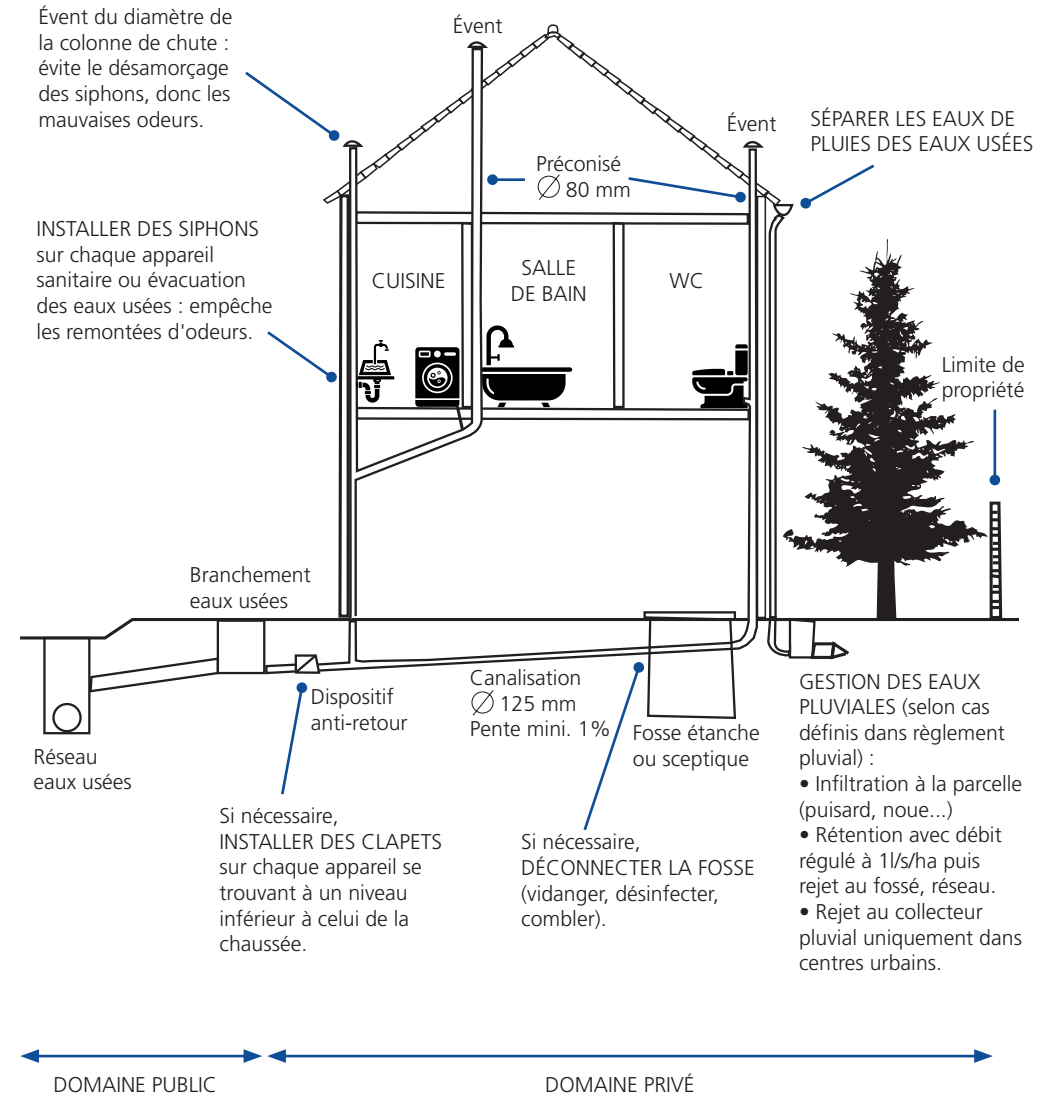 Évent du diamètre de
la colonne de chute :
évite le désamorçage
des siphons, donc les
mauvaises odeurs.
Évent
Évent
SÉPARER LES EAUX DE
PLUIES DES EAUX USÉES
Préconisé
∅ 80 mm
INSTALLER DES SIPHONS
sur chaque appareil
sanitaire ou évacuation
des eaux usées : empêche
les remontées d'odeurs.
CUISINE
SALLE
DE BAIN
WC
Limite de
propriété
Branchement
eaux usées
Réseau
eaux usées
Dispositif
anti-retour
Canalisation
∅ 125 mm
Pente mini. 1%
Fosse étanche
ou sceptique
GESTION DES EAUX
PLUVIALES (selon cas
définis dans règlement
pluvial) :
• Infiltration à la parcelle
(puisard, noue...)
• Rétention avec débit
régulé à 1l/s/ha puis
rejet au fossé, réseau.
• Rejet au collecteur
pluvial uniquement dans
centres urbains.
Si nécessaire,
INSTALLER DES CLAPETS
sur chaque appareil se
trouvant à un niveau
inférieur à celui de la
chaussée.
Si nécessaire,
DÉCONNECTER LA FOSSE
(vidanger, désinfecter,
combler).
DOMAINE PUBLIC
DOMAINE PRIVÉ